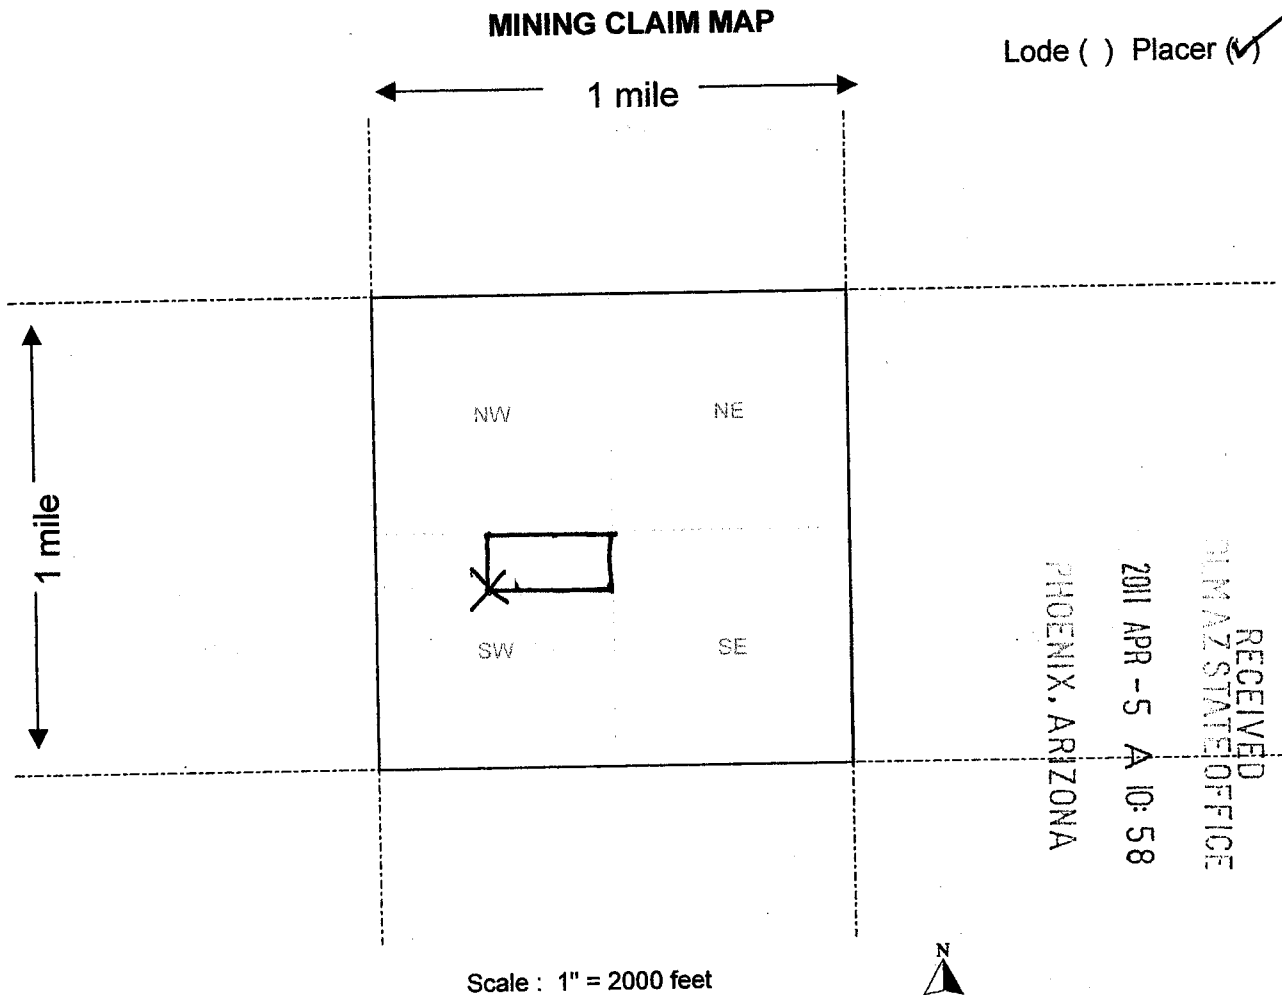 MINING CLAIM MAP
Lode ( ) Placer (✓)
1 mile
1 mile
NW
NE
SW
SE
RECEIVED
BLM AZ STATE OFFICE
2011 APR -5 A 10:58
PHOENIX, ARIZONA
Scale : 1" = 2000 feet
N